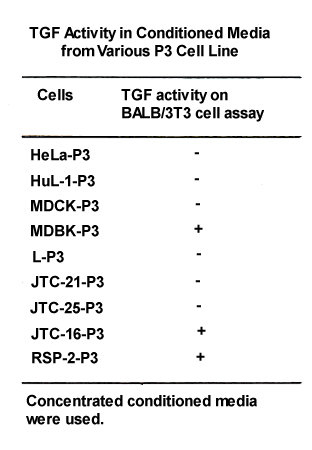 TGF Activity in Conditioned Media
from Various P3 Cell Line
Cells TGF activity on
BALB/3T3 cell assay
HeLa-P3 -
HuL-1-P3 -
MDCK-P3 -
MDBK-P3 +
L-P3 -
JTC-21-P3 -
JTC-25-P3 -
JTC-16-P3 +
RSP-2-P3 +
Concentrated conditioned media
were used.